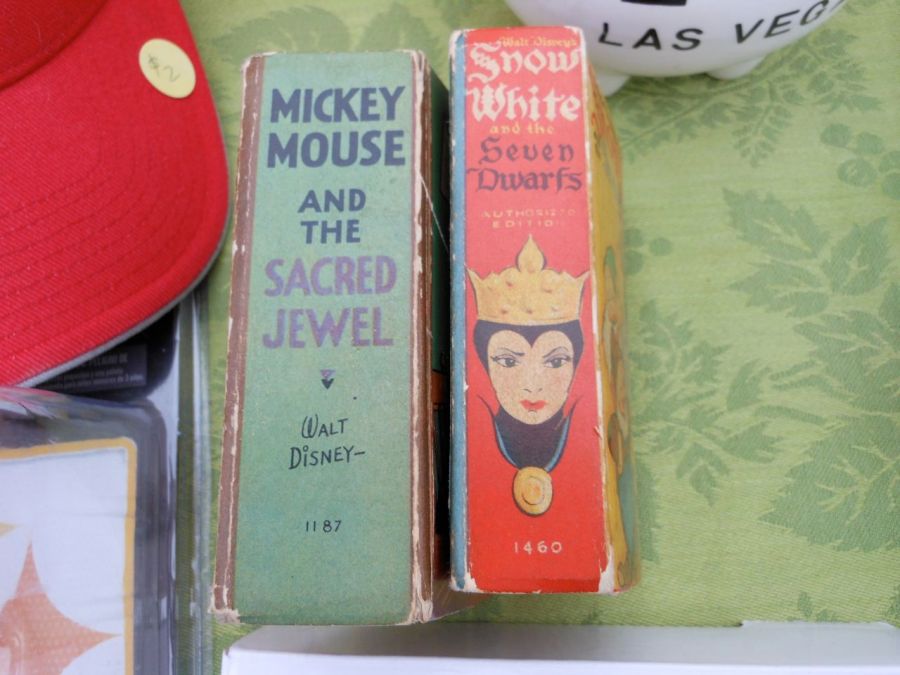 $2
MICKEY
MOUSE
AND
THE
SACRED
JEWEL
WALT
DISNEY
1187
Walt Disney's
Snow
White
and the
Seven
Dwarfs
AUTHORIZED
EDITION
1460
LAS VEG